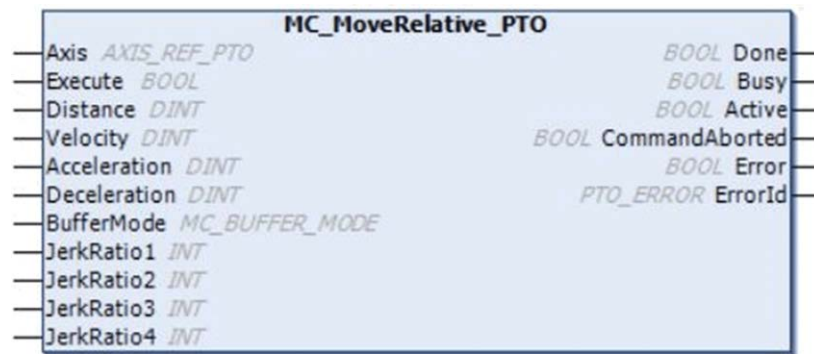 MC_MoveRelative_PTO
Axis AXIS_REF_PTO BOOL Done
Execute BOOL BOOL Busy
Distance DINT BOOL Active
Velocity DINT BOOL CommandAborted
Acceleration DINT BOOL Error
Deceleration DINT PTO_ERROR ErrorId
BufferMode MC_BUFFER_MODE
JerkRatio1 INT
JerkRatio2 INT
JerkRatio3 INT
JerkRatio4 INT